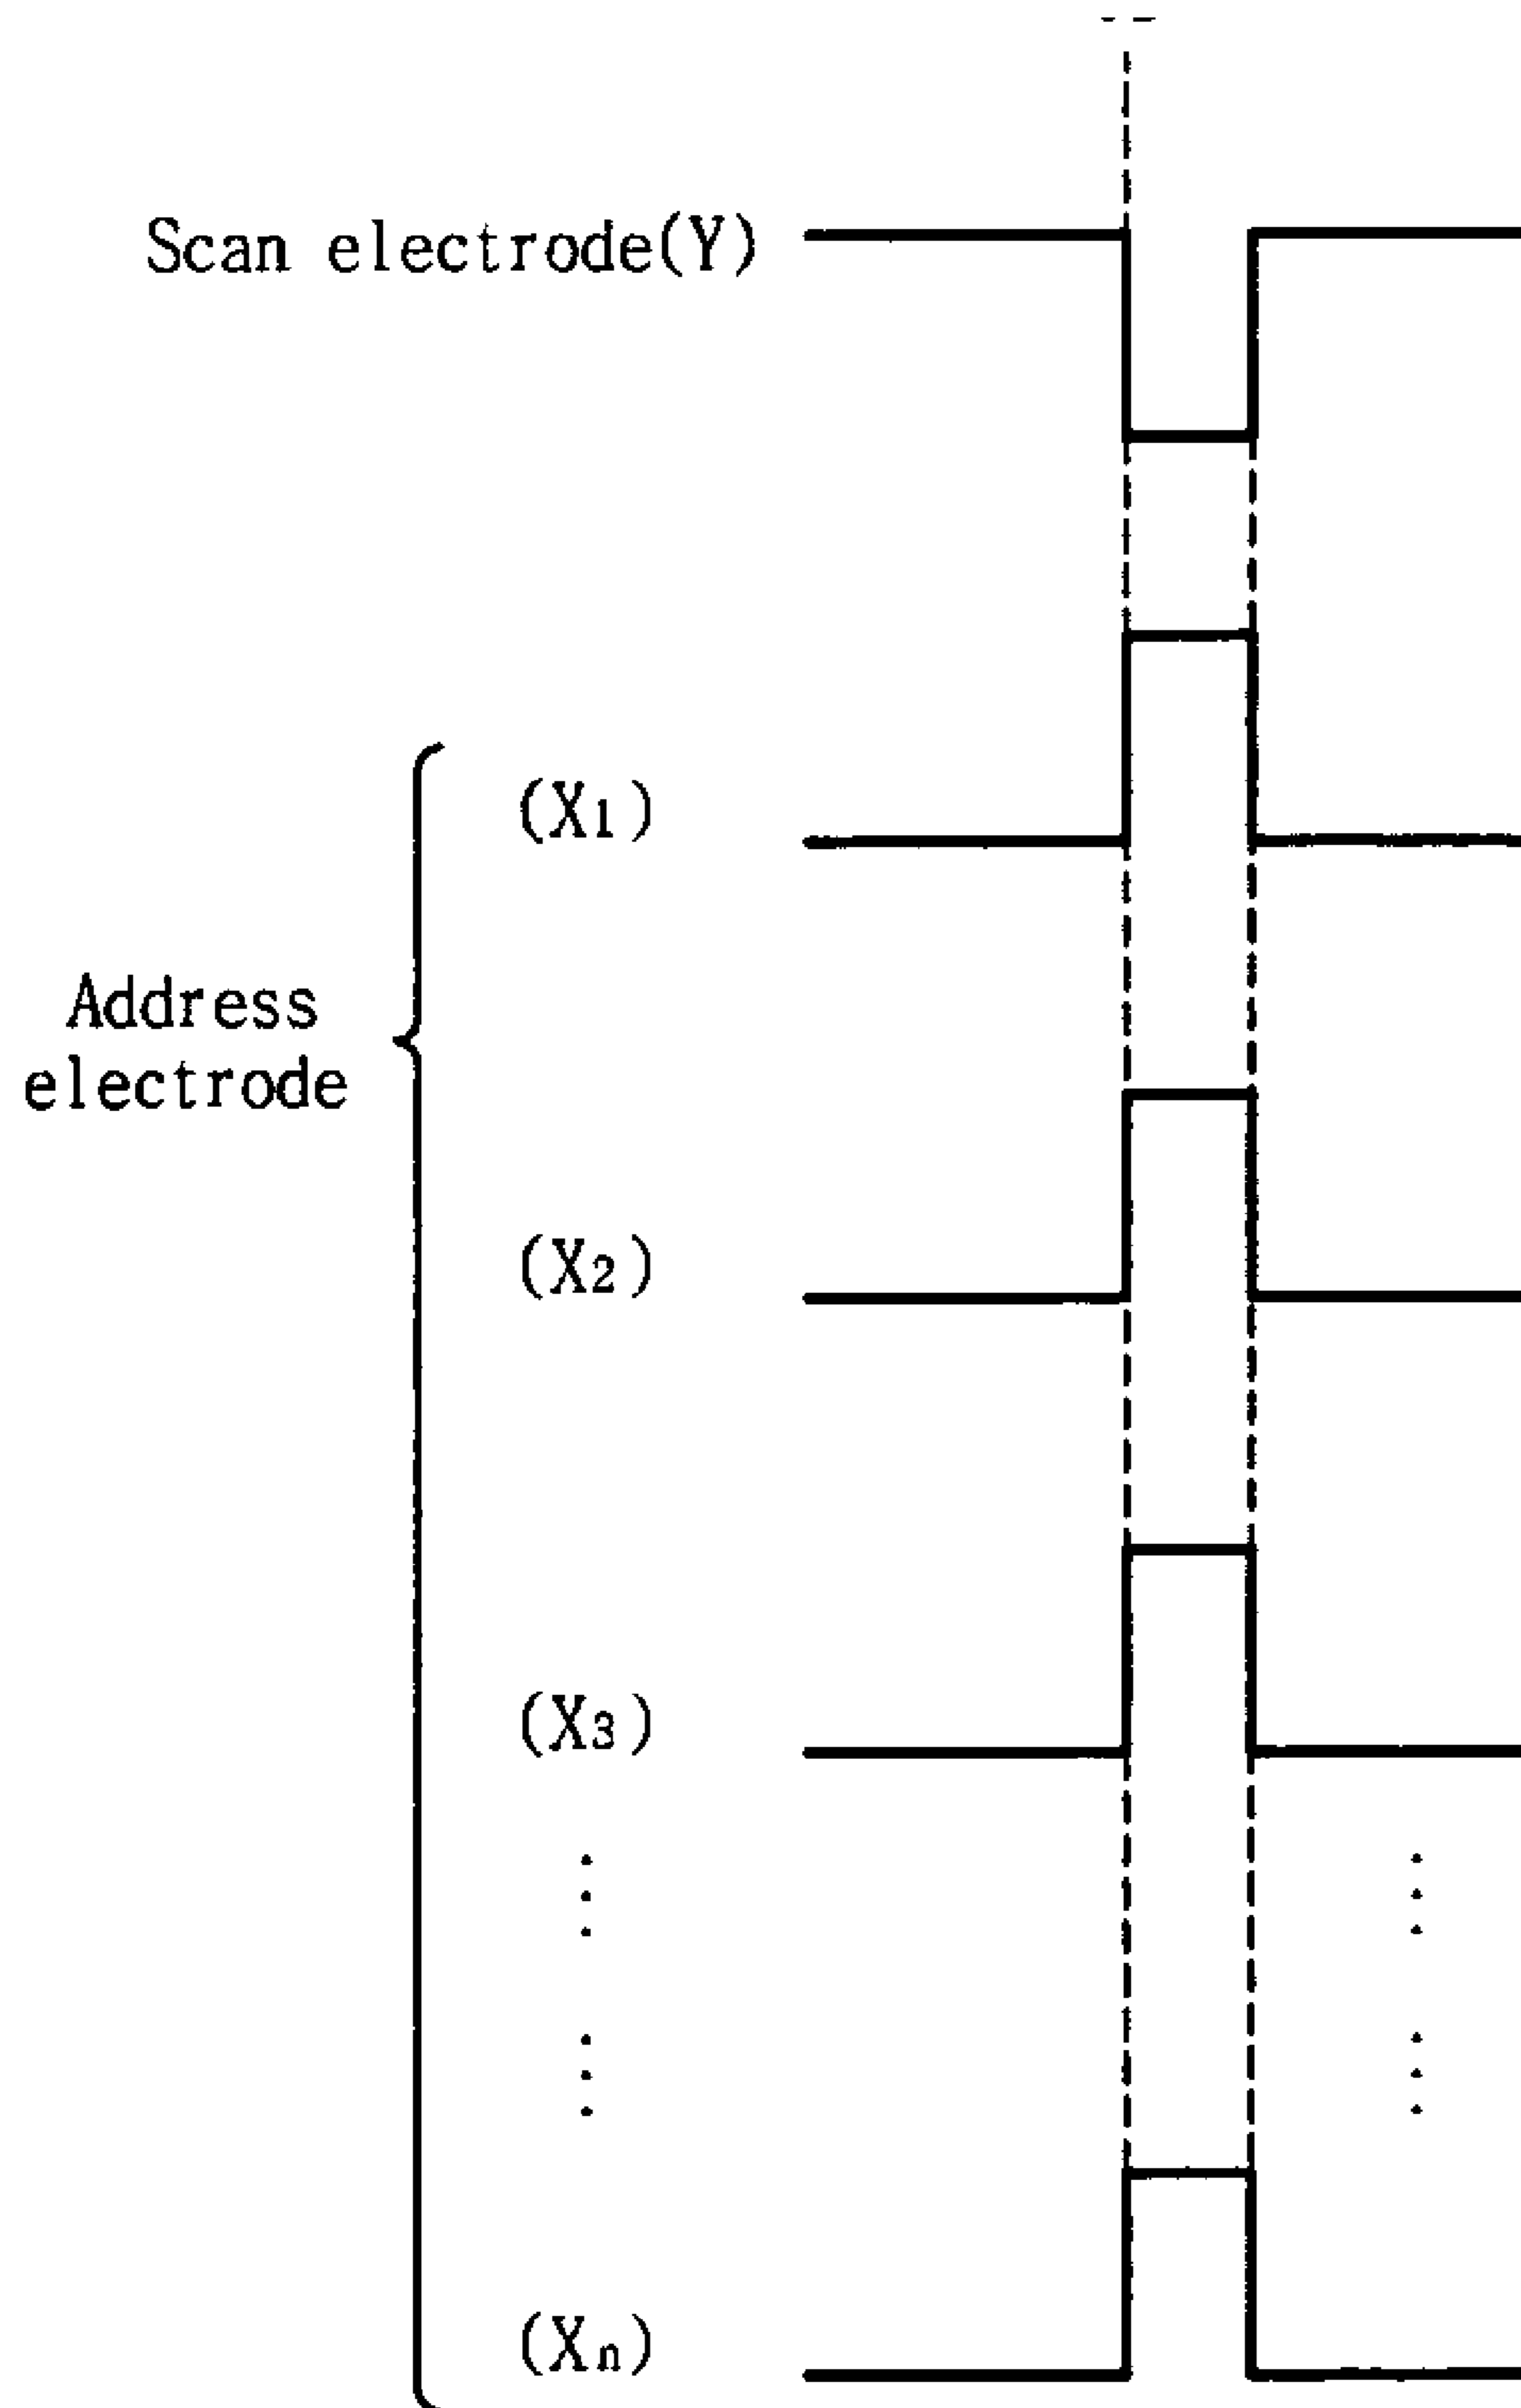 Scan electrode(Y)
(X1)
Address
electrode
(X2)
(X3)
(Xn)